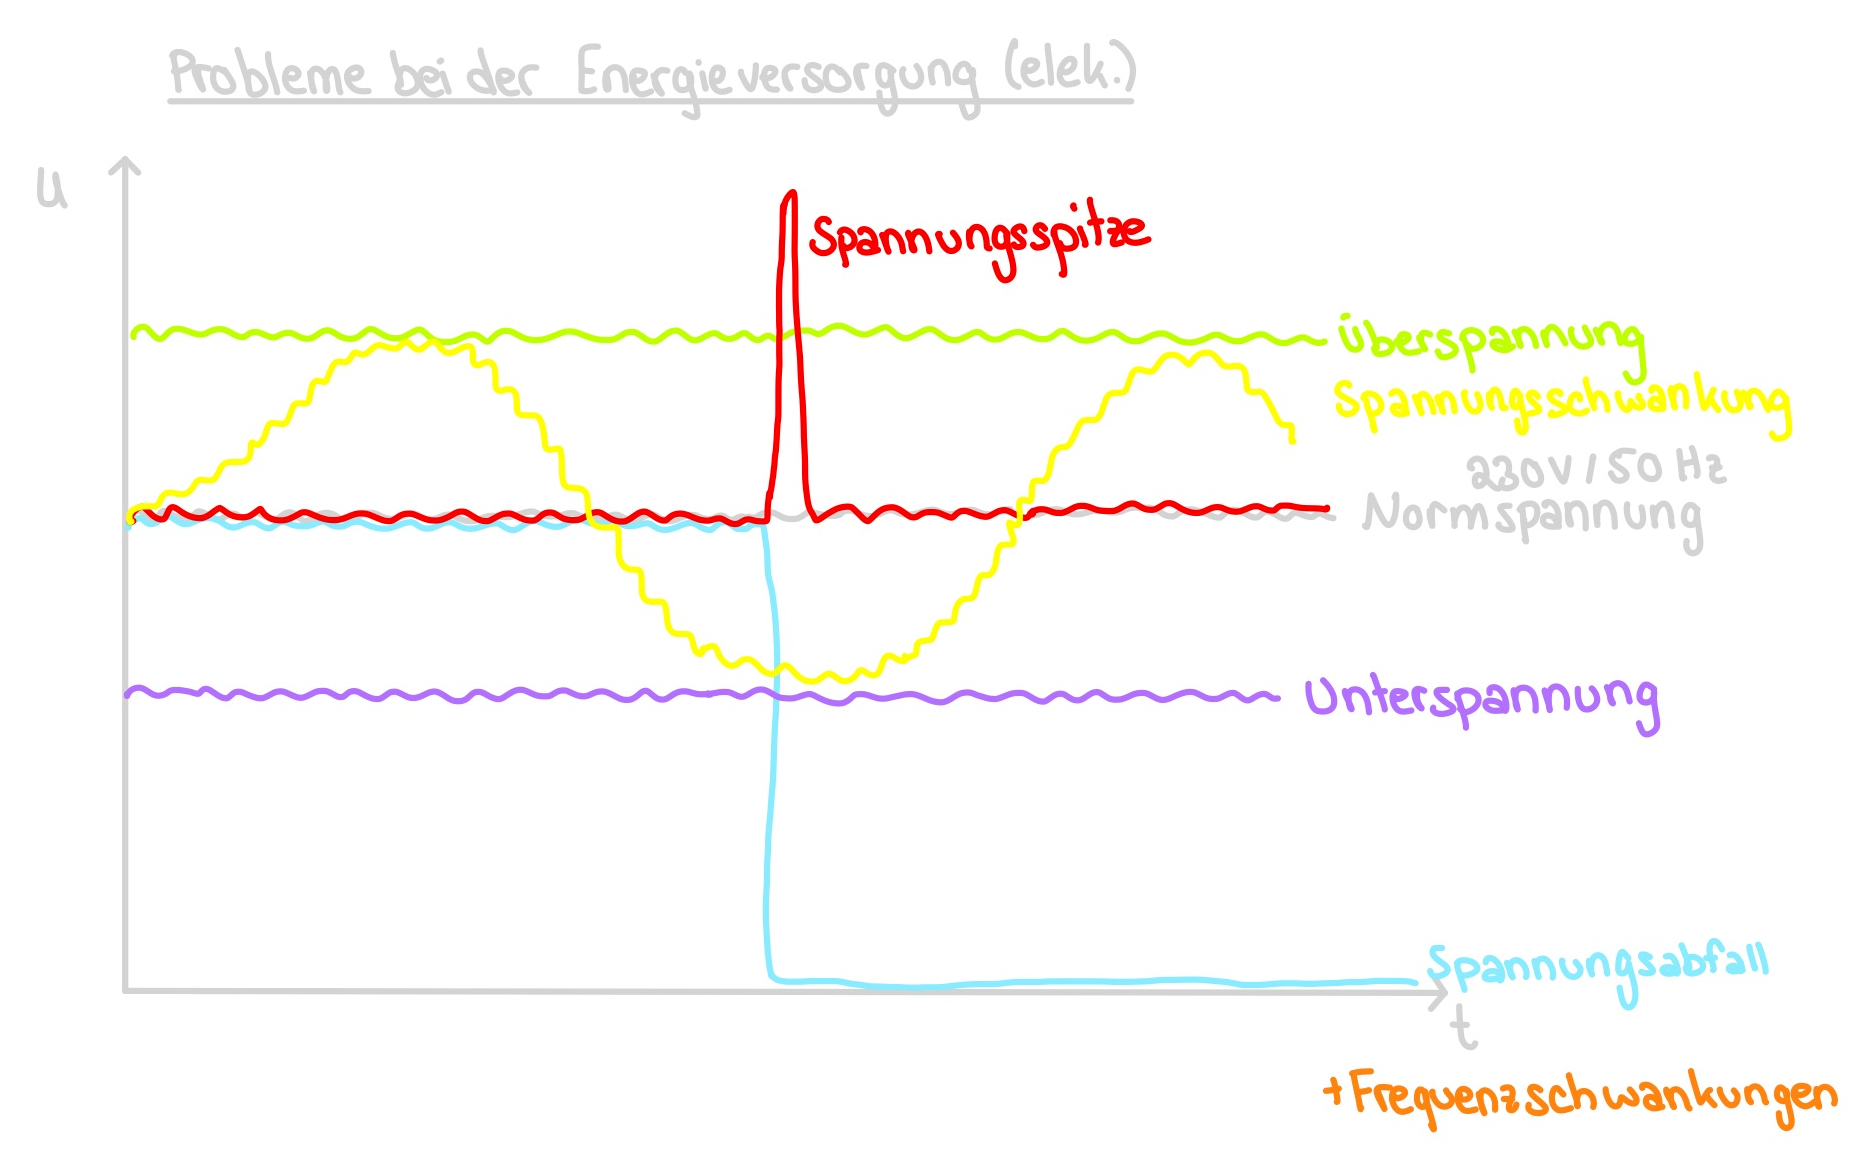 Probleme bei der Energieversorgung (elek.)
U
Spannungsspitze
Überspannung
Spannungsschwankung
230V/50 Hz
Normspannung
Unterspannung
Spannungsabfall
t
+Frequenzschwankungen